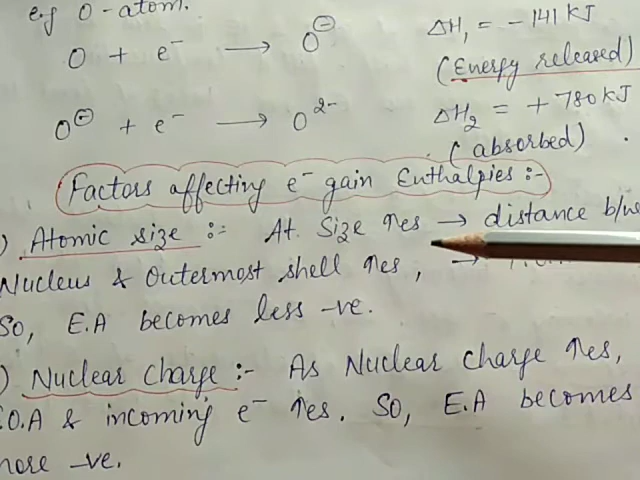 e.g O-atom.
O + e⁻ ⟶ O⊖ ΔH₁ = -141 KJ
(Energy released)
O⊖ + e⁻ ⟶ O²⁻ ΔH₂ = +780KJ
(absorbed)
Factors affecting e⁻ gain Enthalpies:-
) Atomic size :- At. Size ↑es → distance b/w
Nucleus & Outermost shell ↑es, →
So, E.A becomes less -ve.
) Nuclear Charge :- As Nuclear Charge ↑es,
F.O.A & incoming e⁻ ↑es. So, E.A becomes
more -ve.